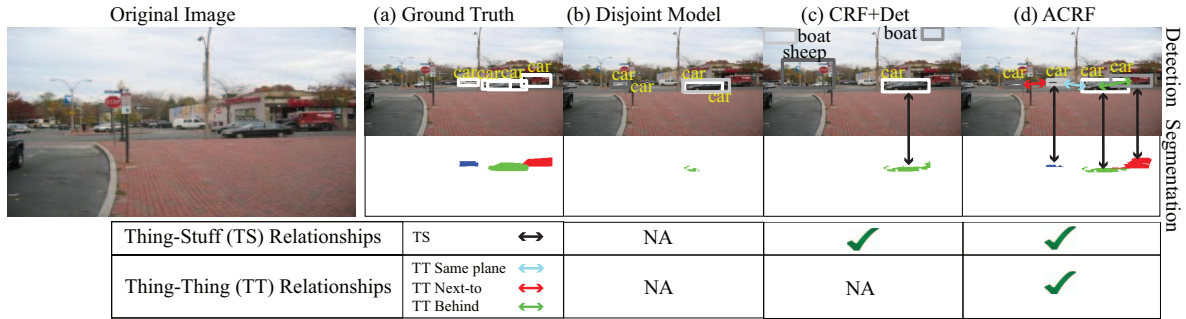 Original Image
(a) Ground Truth
(b) Disjoint Model
(c) CRF+Det
(d) ACRF
car
car
car
car
car
car
car
car
boat
sheep
boat
car
car
car
car
car
Detection
Segmentation
Thing-Stuff (TS) Relationships
TS
NA
Thing-Thing (TT) Relationships
TT Same plane
TT Next-to
TT Behind
NA
NA